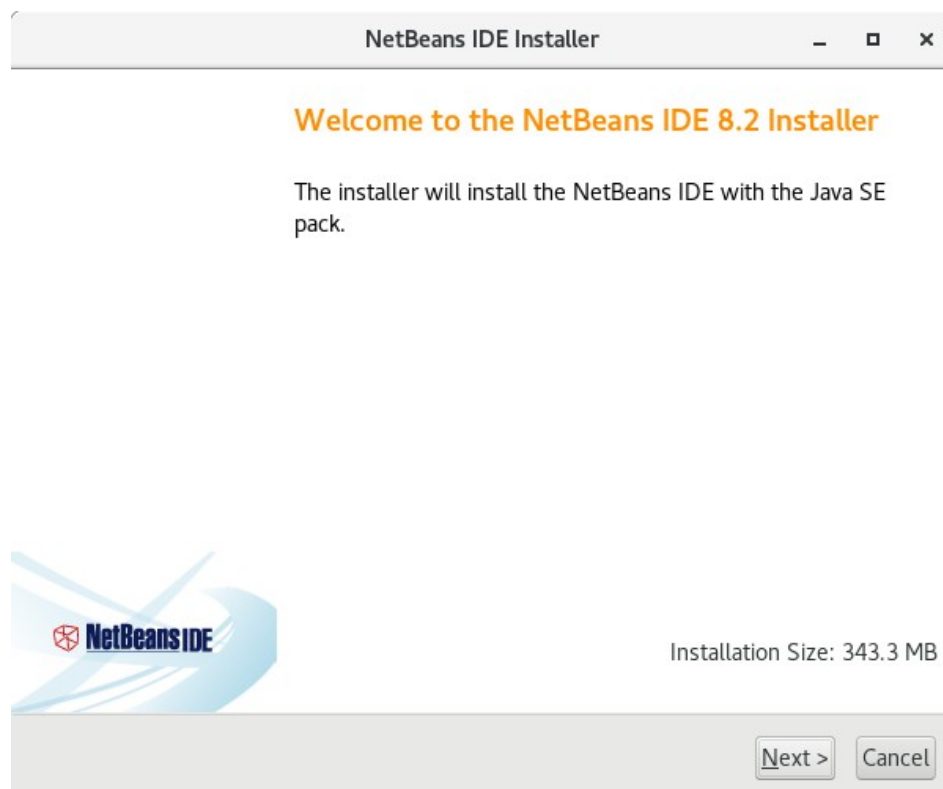 NetBeans IDE Installer
Welcome to the NetBeans IDE 8.2 Installer
The installer will install the NetBeans IDE with the Java SE
pack.
NetBeans IDE
Installation Size: 343.3 MB
Next >
Cancel